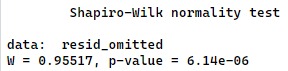 Shapiro-Wilk normality test
data:  resid_omitted
W = 0.95517, p-value = 6.14e-06